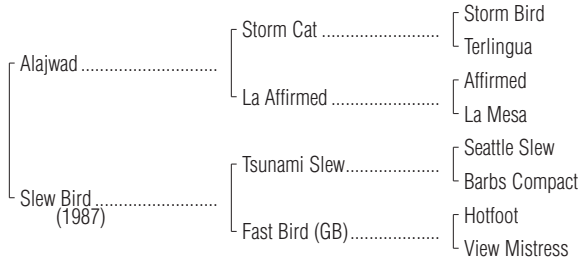 Storm Bird
Storm Cat ........................
Terlingua
Alajwad ............................
Affirmed
La Affirmed ......................
La Mesa
Seattle Slew
Tsunami Slew...................
Barbs Compact
Slew Bird .........................
(1987)
Hotfoot
Fast Bird (GB) ..................
View Mistress